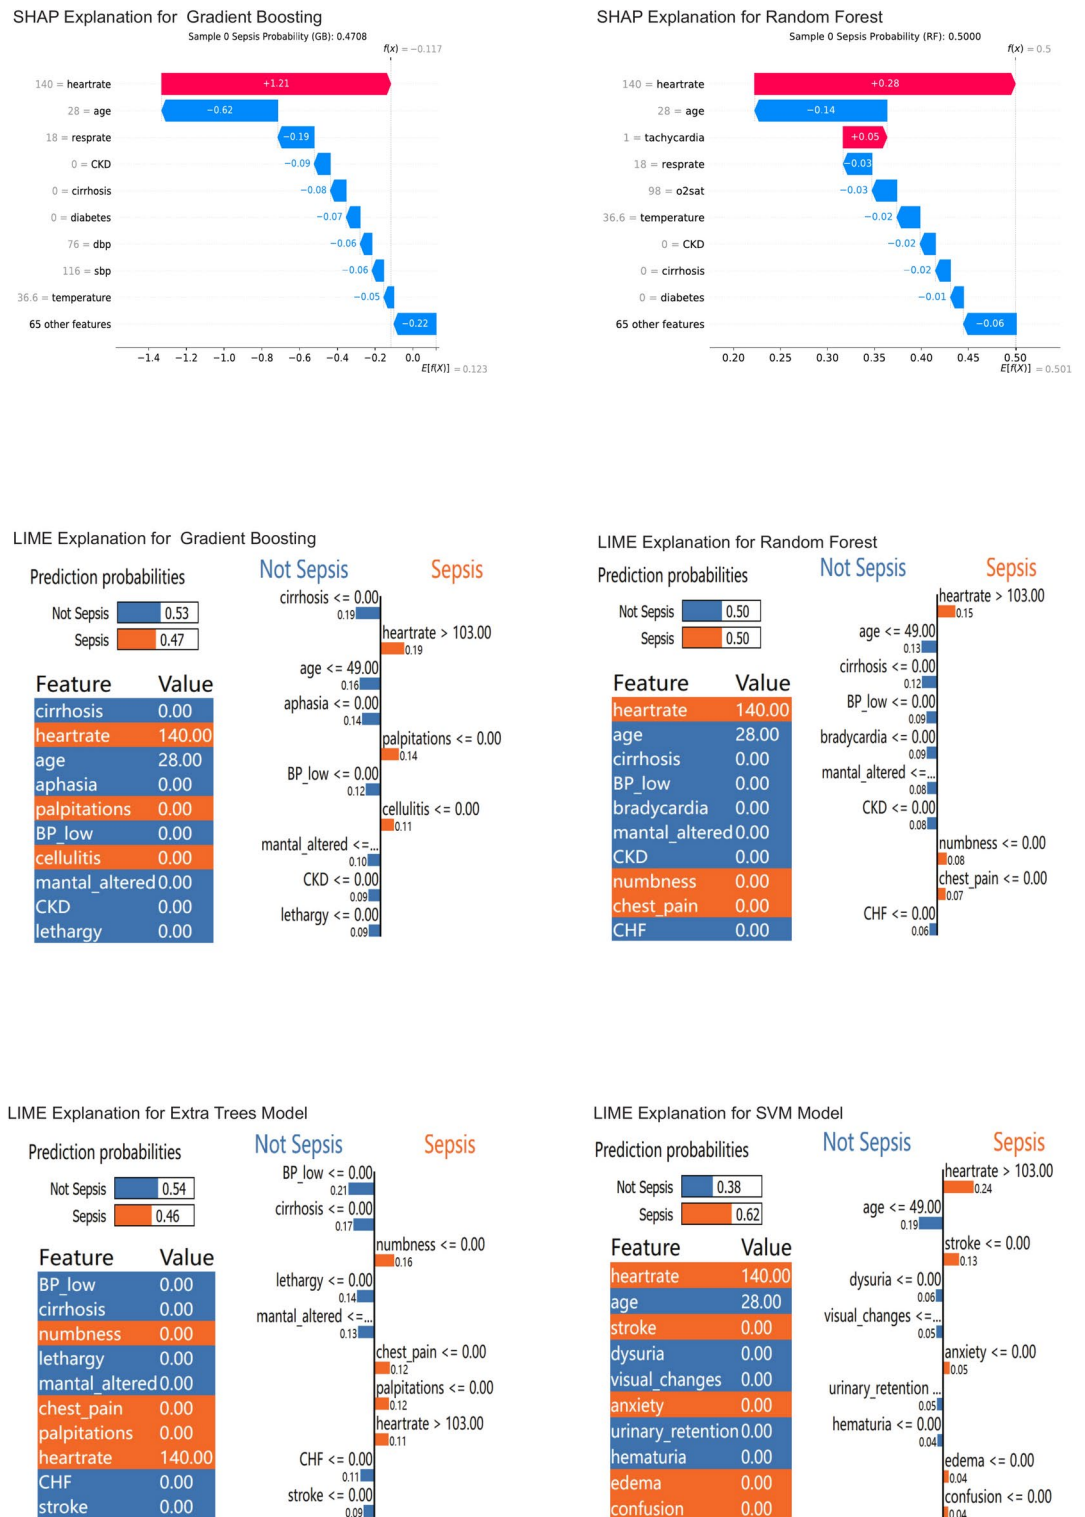 SHAP Explanation for  Gradient Boosting
Sample 0 Sepsis Probability (GB): 0.4708
f(x) = −0.117
140 = heartrate
+1.21
28 = age
−0.62
18 = resprate
−0.19
0 = CKD
−0.09
0 = cirrhosis
−0.08
0 = diabetes
−0.07
76 = dbp
−0.06
116 = sbp
−0.06
36.6 = temperature
−0.05
65 other features
−0.22
−1.4 −1.2 −1.0 −0.8 −0.6 −0.4 −0.2 0.0
E[f(X)] = 0.123
SHAP Explanation for Random Forest
Sample 0 Sepsis Probability (RF): 0.5000
f(x) = 0.5
140 = heartrate
+0.28
28 = age
−0.14
1 = tachycardia
+0.05
18 = resprate
−0.03
98 = o2sat
−0.03
36.6 = temperature
−0.02
0 = CKD
−0.02
0 = cirrhosis
−0.02
0 = diabetes
−0.01
65 other features
−0.06
0.20 0.25 0.30 0.35 0.40 0.45 0.50
E[f(X)] = 0.501
LIME Explanation for  Gradient Boosting
Prediction probabilities
Not Sepsis 0.53
Sepsis 0.47
Feature Value
cirrhosis 0.00
heartrate 140.00
age 28.00
aphasia 0.00
palpitations 0.00
BP_low 0.00
cellulitis 0.00
mantal_altered 0.00
CKD 0.00
lethargy 0.00
Not Sepsis Sepsis
cirrhosis <= 0.00
0.19
heartrate > 103.00
0.19
age <= 49.00
0.16
aphasia <= 0.00
0.14
palpitations <= 0.00
0.14
BP_low <= 0.00
0.12
cellulitis <= 0.00
0.11
mantal_altered <=...
0.10
CKD <= 0.00
0.09
lethargy <= 0.00
0.09
LIME Explanation for Random Forest
Prediction probabilities
Not Sepsis 0.50
Sepsis 0.50
Feature Value
heartrate 140.00
age 28.00
cirrhosis 0.00
BP_low 0.00
bradycardia 0.00
mantal_altered 0.00
CKD 0.00
numbness 0.00
chest_pain 0.00
CHF 0.00
Not Sepsis Sepsis
heartrate > 103.00
0.15
age <= 49.00
0.13
cirrhosis <= 0.00
0.12
BP_low <= 0.00
0.09
bradycardia <= 0.00
0.09
mantal_altered <=...
0.08
CKD <= 0.00
0.08
numbness <= 0.00
0.08
chest_pain <= 0.00
0.07
CHF <= 0.00
0.06
LIME Explanation for Extra Trees Model
Prediction probabilities
Not Sepsis 0.54
Sepsis 0.46
Feature Value
BP_low 0.00
cirrhosis 0.00
numbness 0.00
lethargy 0.00
mantal_altered 0.00
chest_pain 0.00
palpitations 0.00
heartrate 140.00
CHF 0.00
stroke 0.00
Not Sepsis Sepsis
BP_low <= 0.00
0.21
cirrhosis <= 0.00
0.17
numbness <= 0.00
0.16
lethargy <= 0.00
0.14
mantal_altered <=...
0.13
chest_pain <= 0.00
0.12
palpitations <= 0.00
0.12
heartrate > 103.00
0.11
CHF <= 0.00
0.11
stroke <= 0.00
0.09
LIME Explanation for SVM Model
Prediction probabilities
Not Sepsis 0.38
Sepsis 0.62
Feature Value
heartrate 140.00
age 28.00
stroke 0.00
dysuria 0.00
visual_changes 0.00
anxiety 0.00
urinary_retention 0.00
hematuria 0.00
edema 0.00
confusion 0.00
Not Sepsis Sepsis
heartrate > 103.00
0.24
age <= 49.00
0.19
stroke <= 0.00
0.13
dysuria <= 0.00
0.06
visual_changes <=...
0.05
anxiety <= 0.00
0.05
urinary_retention ...
0.05
hematuria <= 0.00
0.04
edema <= 0.00
0.04
confusion <= 0.00
0.04